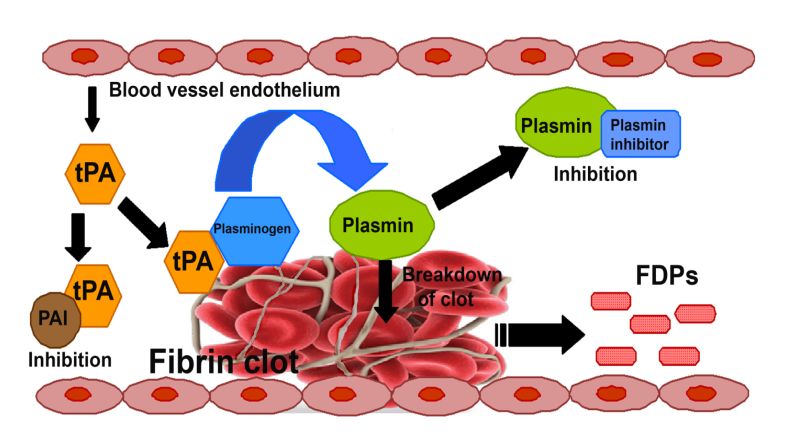 Blood vessel endothelium
tPA
Plasminogen
tPA
Plasmin
Plasmin
Plasmin
inhibitor
Inhibition
tPA
PAI
Inhibition
Breakdown
of clot
Fibrin clot
FDPs